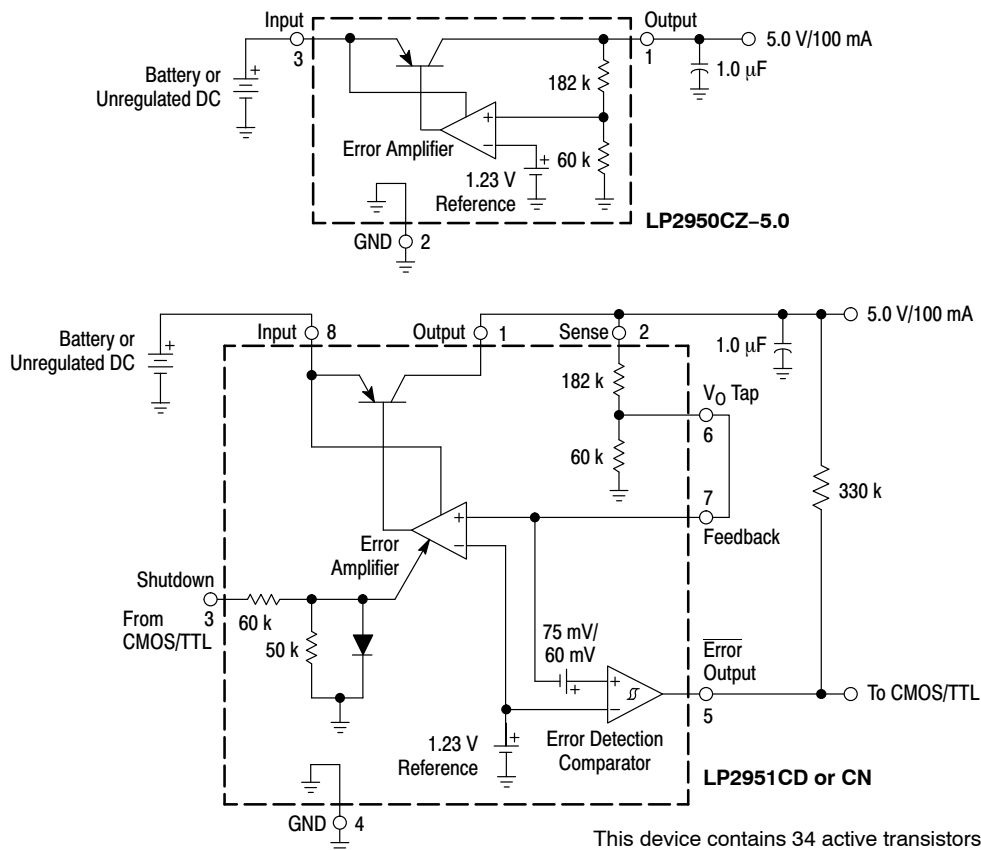 Input
3
Output
1
5.0 V/100 mA
1.0 µF
Battery or
Unregulated DC
182 k
Error Amplifier
60 k
1.23 V
Reference
GND 2
LP2950CZ–5.0
Battery or
Unregulated DC
Input 8
Output 1
Sense 2
5.0 V/100 mA
1.0 µF
182 k
VO Tap
6
60 k
7
Feedback
330 k
Error
Amplifier
Shutdown
3
From
CMOS/TTL
60 k
50 k
75 mV/
60 mV
Error
Output
5
To CMOS/TTL
1.23 V
Reference
Error Detection
Comparator
LP2951CD or CN
GND 4
This device contains 34 active transistors